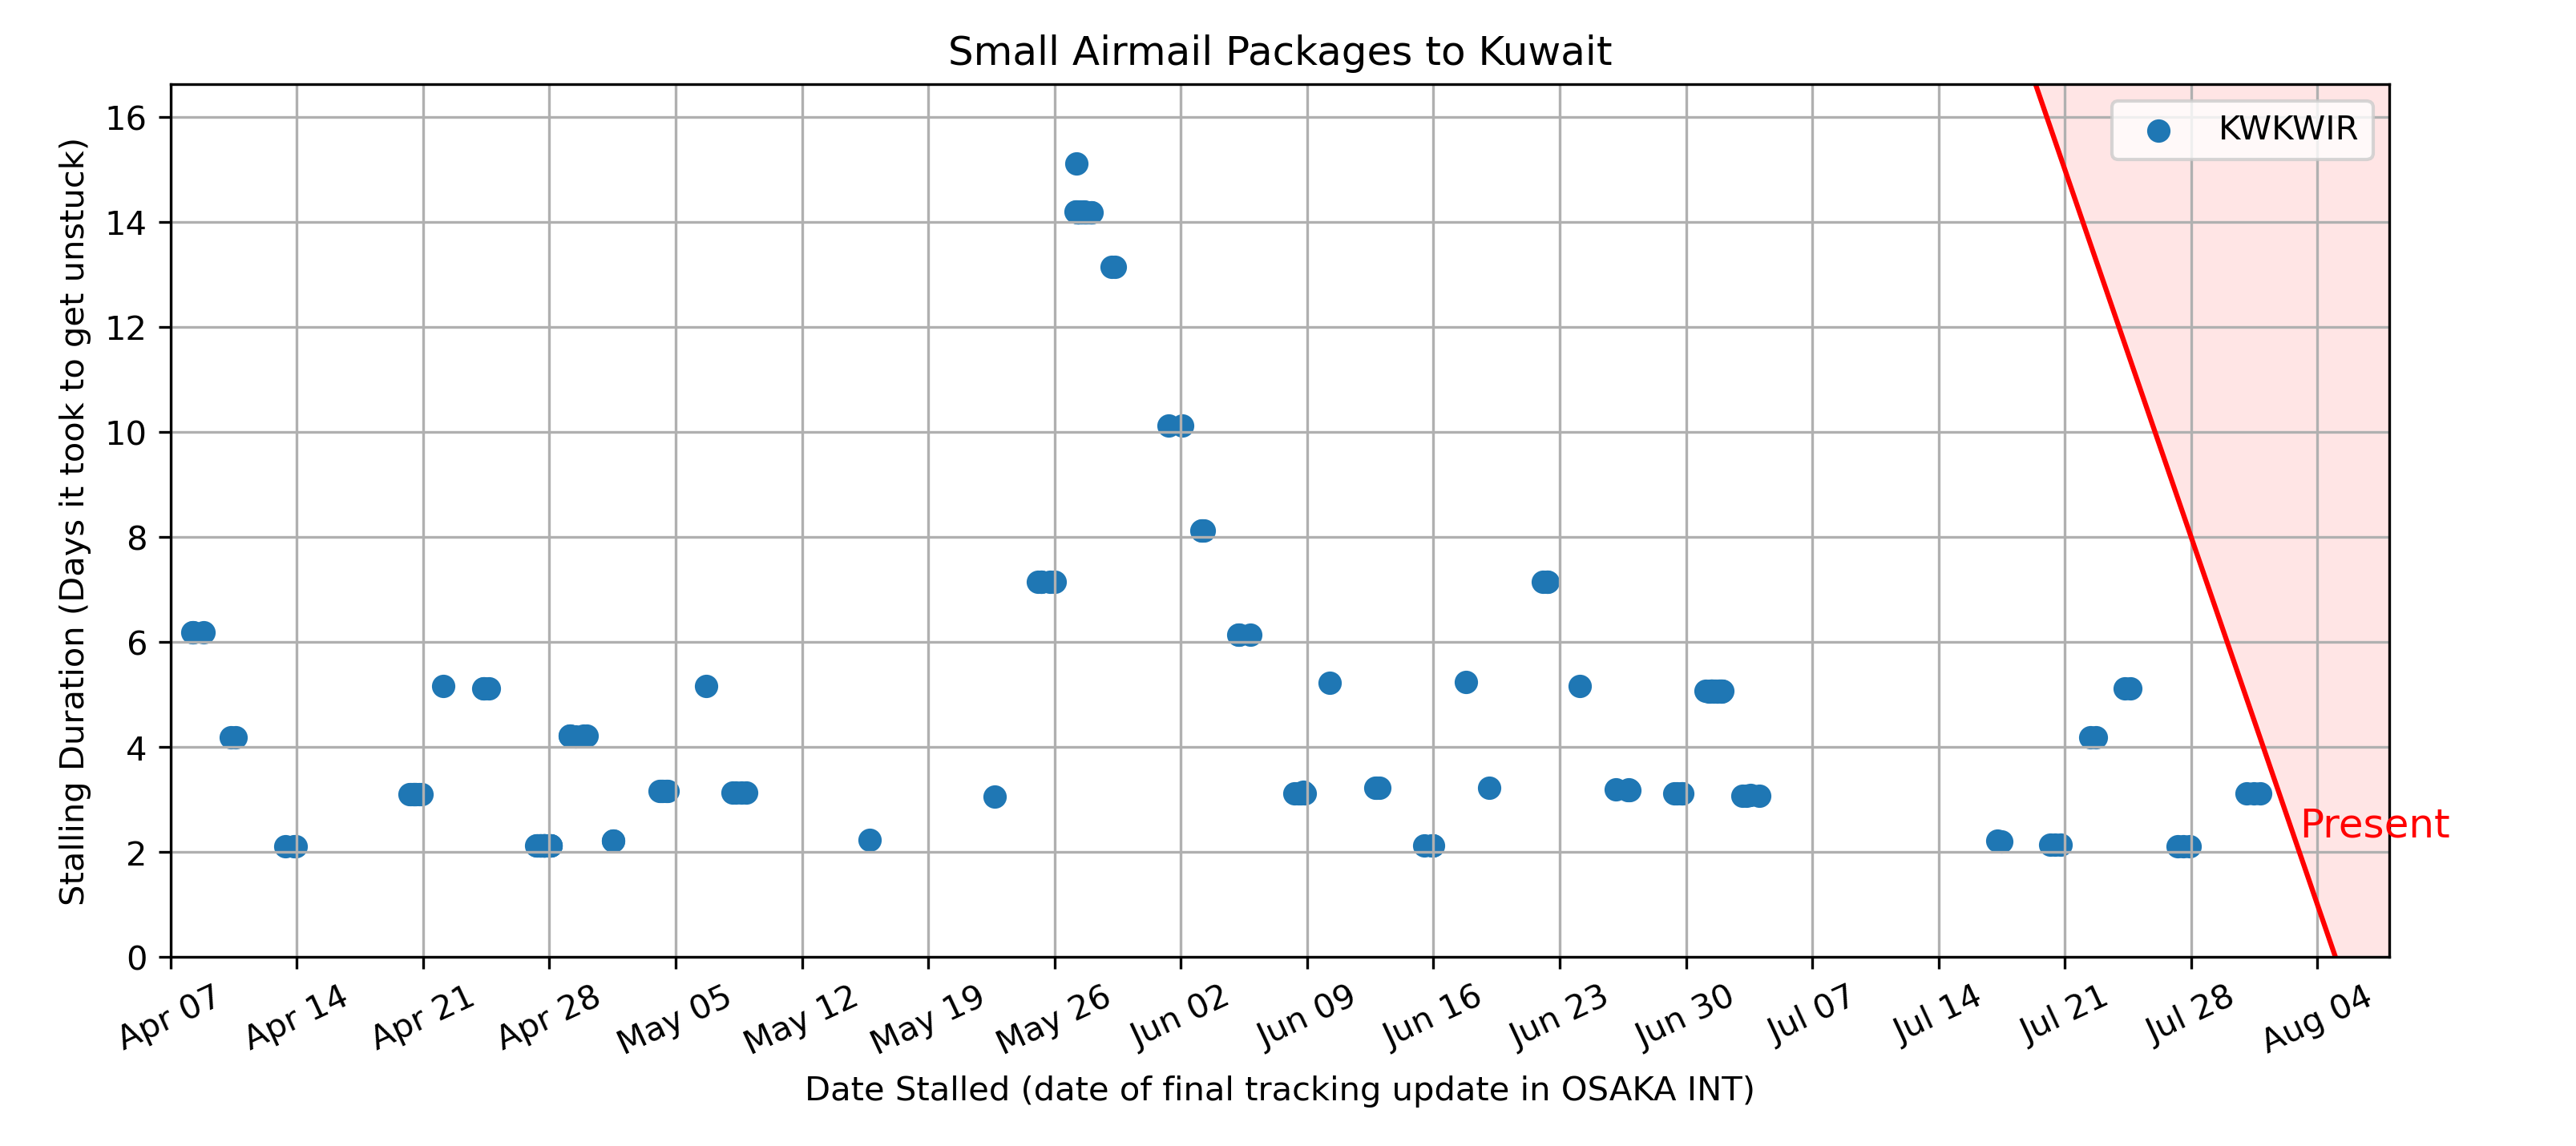 Small Airmail Packages to Kuwait
KWKWIR
Stalling Duration (Days it took to get unstuck)
16
14
12
10
8
6
4
2
0
Present
Apr 07 Apr 14 Apr 21 Apr 28 May 05 May 12 May 19 May 26 Jun 02 Jun 09 Jun 16 Jun 23 Jun 30 Jul 07 Jul 14 Jul 21 Jul 28 Aug 04
Date Stalled (date of final tracking update in OSAKA INT)